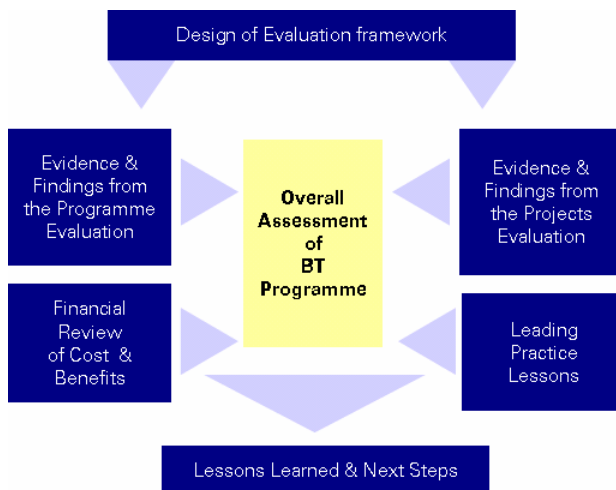 Design of Evaluation framework
Evidence &
Findings from
the Programme
Evaluation
Overall
Assessment
of
BT
Programme
Evidence &
Findings from
the Projects
Evaluation
Financial
Review
of Cost & 
Benefits
Leading
Practice
Lessons
Lessons Learned & Next Steps